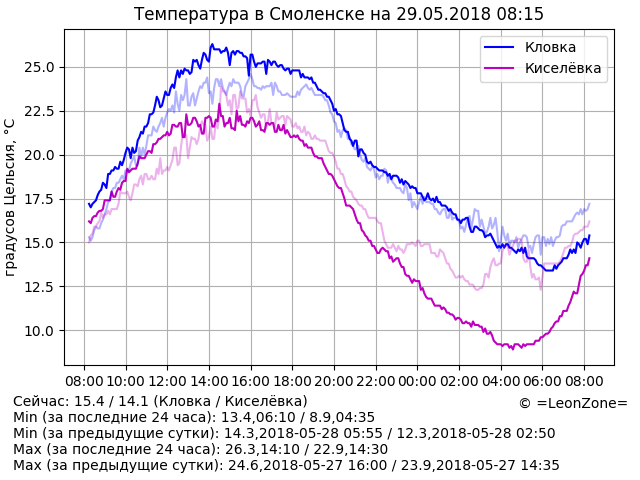 Температура в Смоленске на 29.05.2018 08:15
градусов Цельсия, °C
25.0
22.5
20.0
17.5
15.0
12.5
10.0
Кловка
Киселёвка
08:00 10:00 12:00 14:00 16:00 18:00 20:00 22:00 00:00 02:00 04:00 06:00 08:00
Сейчас: 15.4 / 14.1 (Кловка / Киселёвка)
© =LeonZone=
Min (за последние 24 часа): 13.4,06:10 / 8.9,04:35
Min (за предыдущие сутки): 14.3,2018-05-28 05:55 / 12.3,2018-05-28 02:50
Max (за последние 24 часа): 26.3,14:10 / 22.9,14:30
Max (за предыдущие сутки): 24.6,2018-05-27 16:00 / 23.9,2018-05-27 14:35